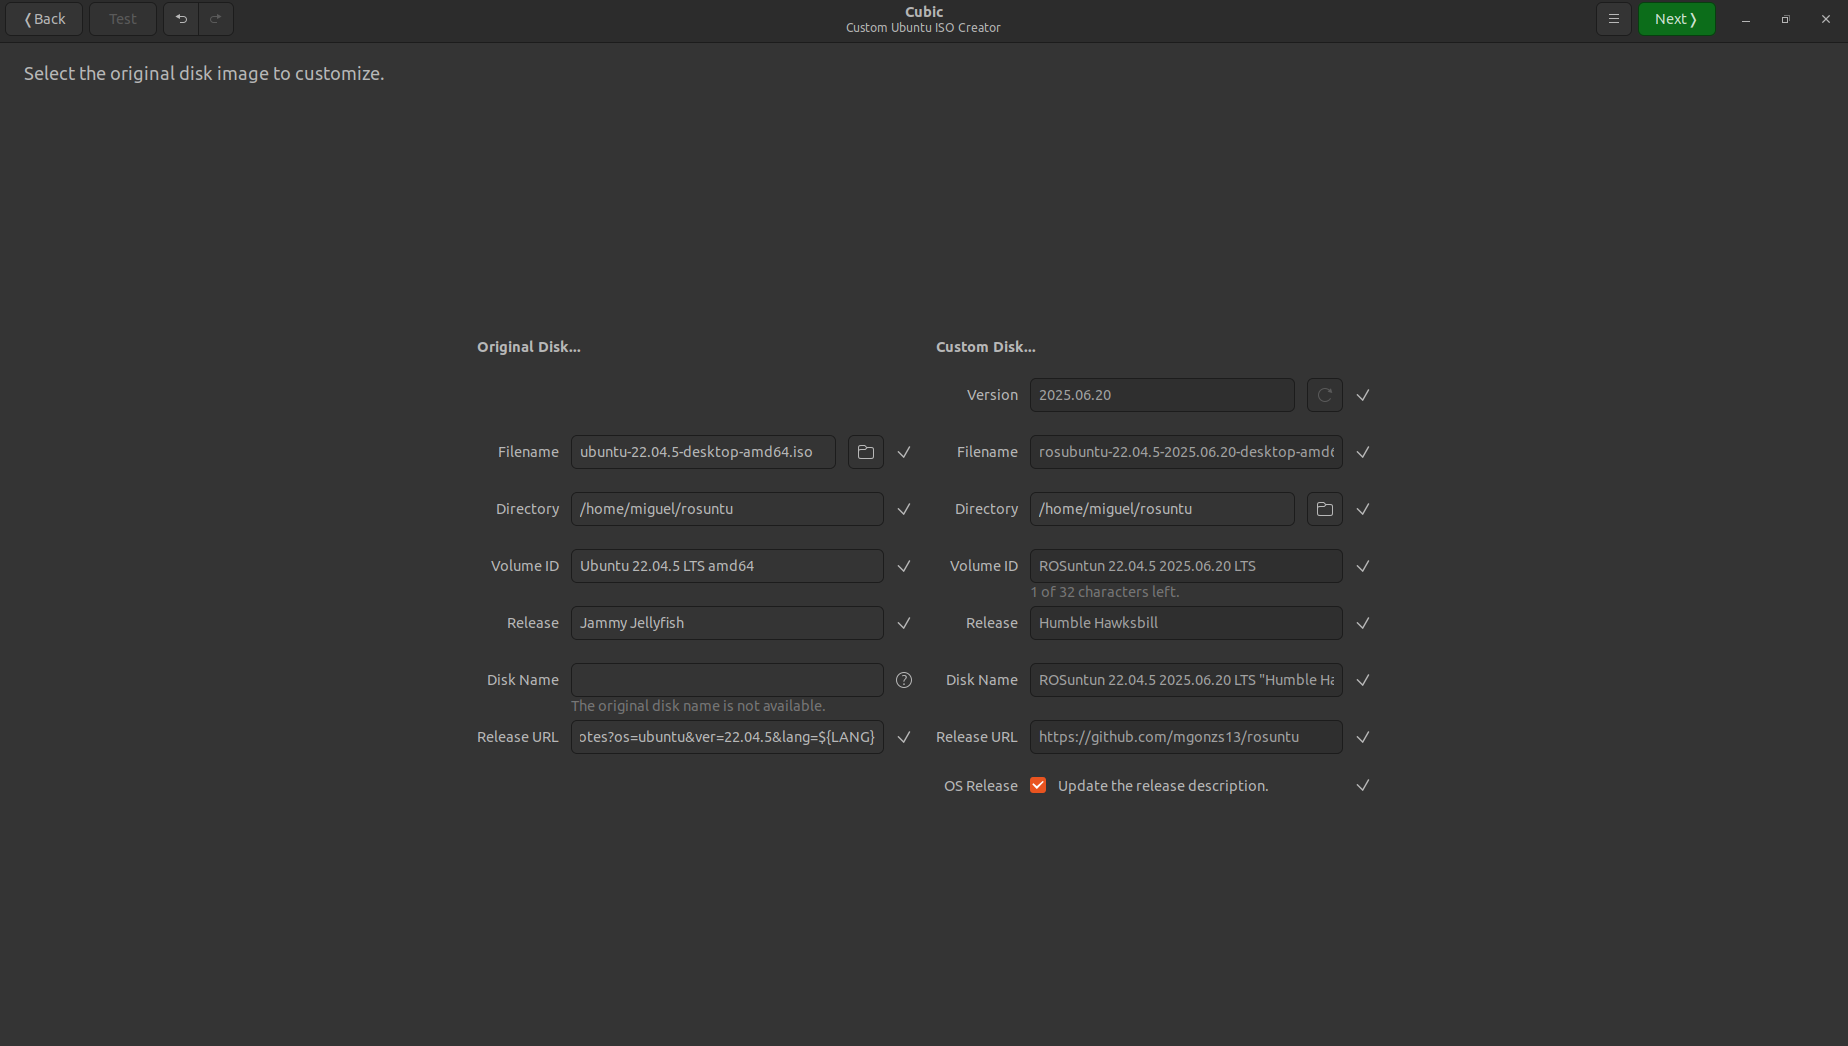 ❬Back
Test
Cubic
Custom Ubuntu ISO Creator
Next❭
Select the original disk image to customize.
Original Disk...
Custom Disk...
Version 2025.06.20
Filename ubuntu-22.04.5-desktop-amd64.iso
Filename rosubuntu-22.04.5-2025.06.20-desktop-amd6
Directory /home/miguel/rosuntu
Directory /home/miguel/rosuntu
Volume ID Ubuntu 22.04.5 LTS amd64
Volume ID ROSuntun 22.04.5 2025.06.20 LTS
1 of 32 characters left.
Release Jammy Jellyfish
Release Humble Hawksbill
Disk Name
The original disk name is not available.
Disk Name ROSuntun 22.04.5 2025.06.20 LTS "Humble Ha
Release URL otes?os=ubuntu&ver=22.04.5&lang=${LANG}
Release URL https://github.com/mgonzs13/rosuntu
OS Release Update the release description.